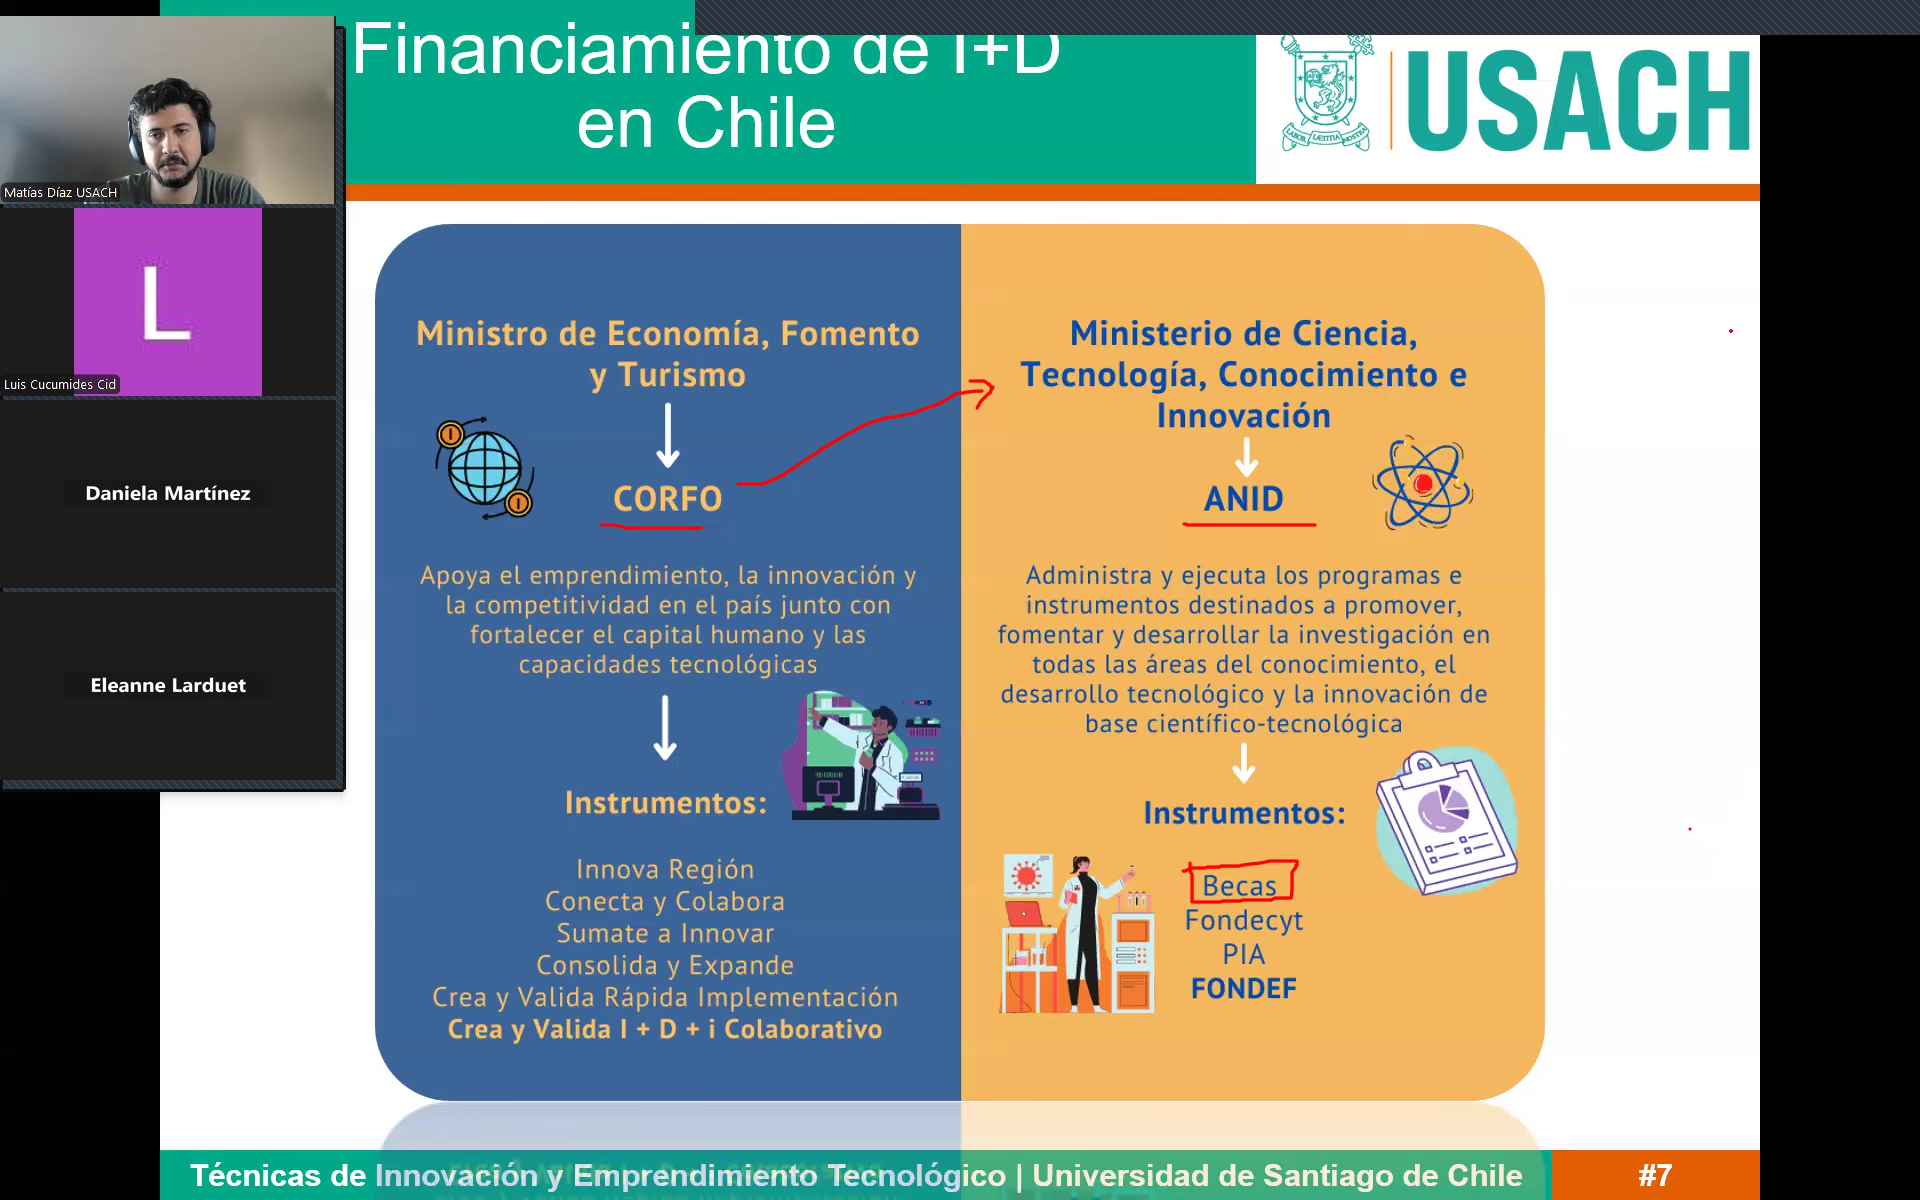 Financiamiento de I+D
en Chile
LABOR LÆTITIA NOSTRA
USACH
Matías Díaz USACH
L
Luis Cucumides Cid
Daniela Martínez
Eleanne Larduet
Ministro de Economía, Fomento
y Turismo
CORFO
Apoya el emprendimiento, la innovación y
la competitividad en el país junto con
fortalecer el capital humano y las
capacidades tecnológicas
Instrumentos:
Innova Región
Conecta y Colabora
Sumate a Innovar
Consolida y Expande
Crea y Valida Rápida Implementación
Crea y Valida I + D + i Colaborativo
Ministerio de Ciencia,
Tecnología, Conocimiento e
Innovación
ANID
Administra y ejecuta los programas e
instrumentos destinados a promover,
fomentar y desarrollar la investigación en
todas las áreas del conocimiento, el
desarrollo tecnológico y la innovación de
base científico-tecnológica
Instrumentos:
Becas
Fondecyt
PIA
FONDEF
Técnicas de Innovación y Emprendimiento Tecnológico | Universidad de Santiago de Chile
#7